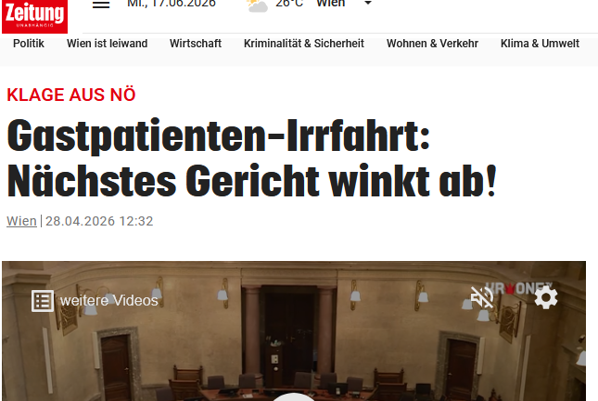 Zeitung
UNABHÄNGIG
Mi., 17.06.2026
26°C
Wien
Politik
Wien ist leiwand
Wirtschaft
Kriminalität & Sicherheit
Wohnen & Verkehr
Klima & Umwelt
KLAGE AUS NÖ
Gastpatienten-Irrfahrt:
Nächstes Gericht winkt ab!
Wien | 28.04.2026 12:32
weitere Videos